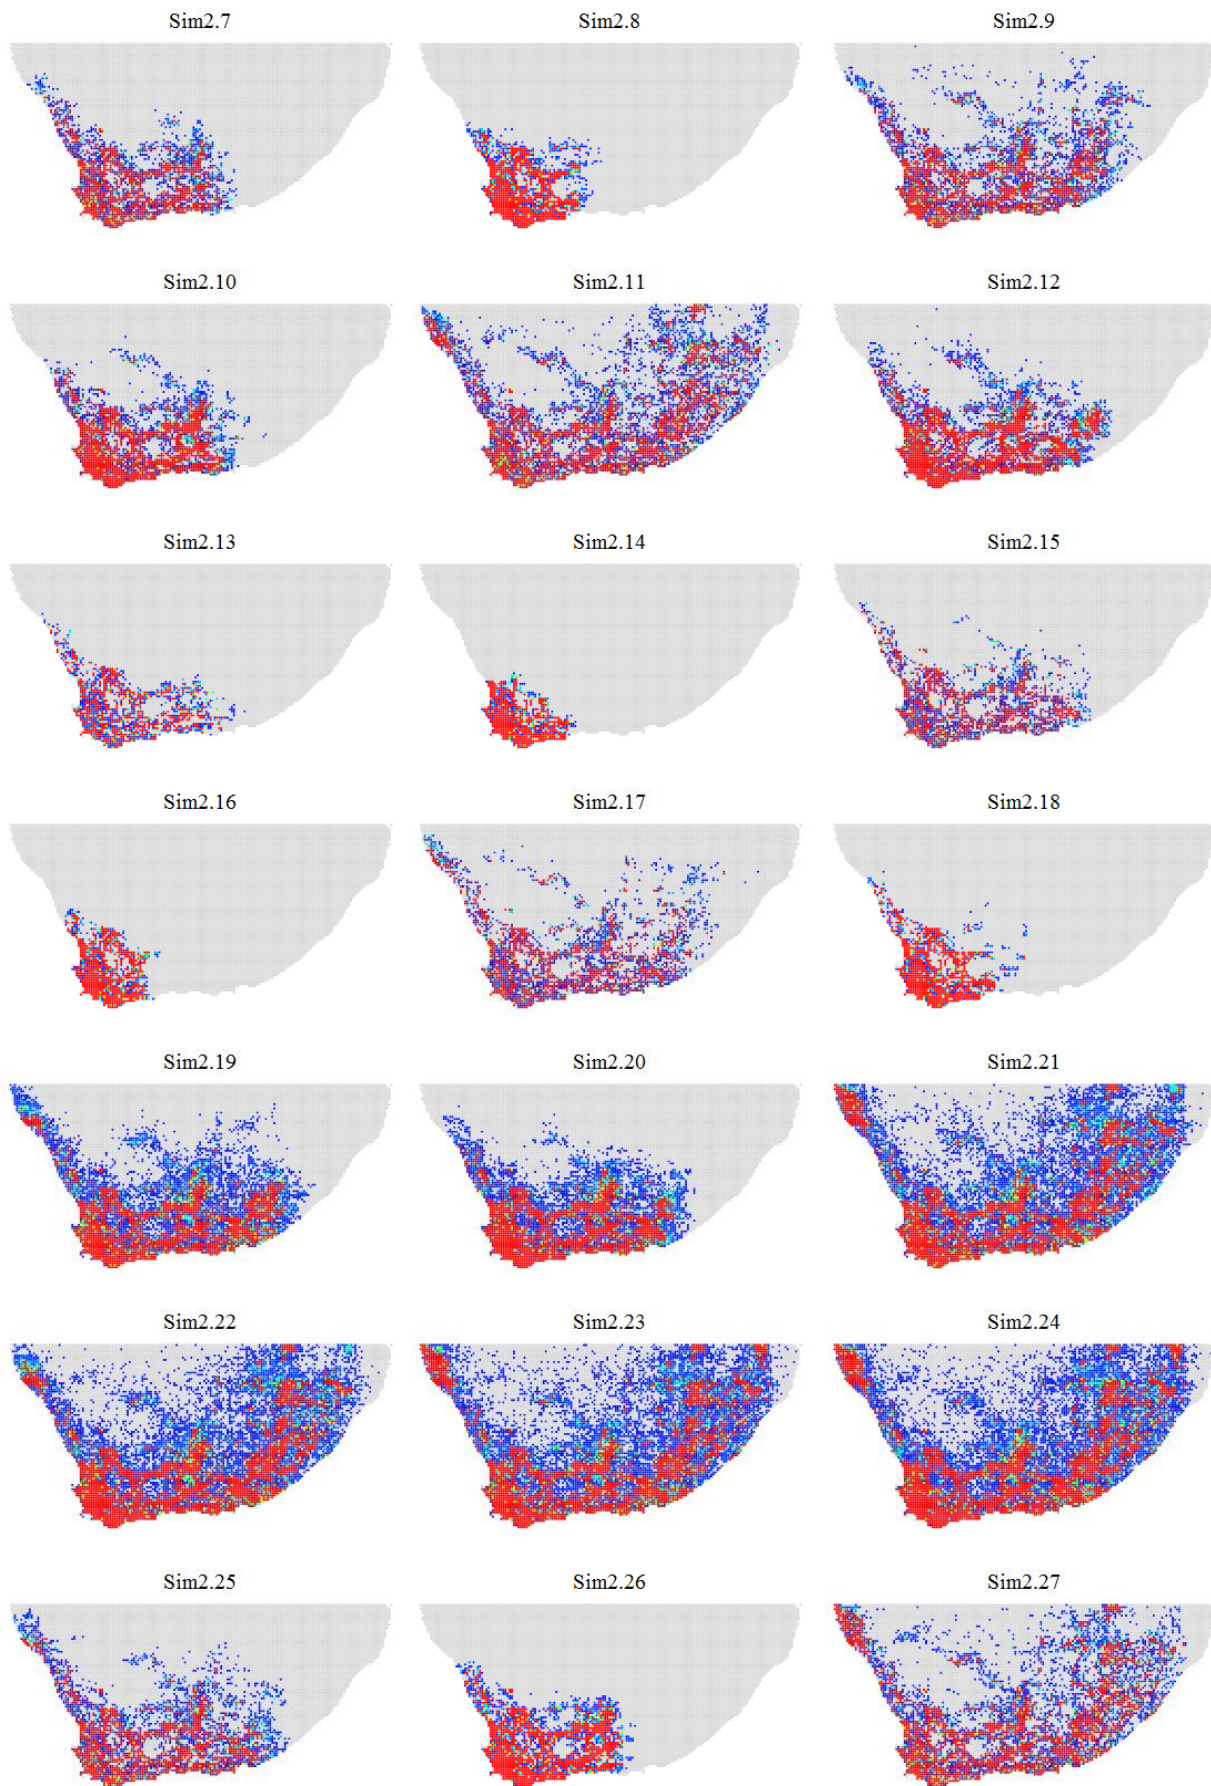 Sim2.7 Sim2.8 Sim2.9
Sim2.10 Sim2.11 Sim2.12
Sim2.13 Sim2.14 Sim2.15
Sim2.16 Sim2.17 Sim2.18
Sim2.19 Sim2.20 Sim2.21
Sim2.22 Sim2.23 Sim2.24
Sim2.25 Sim2.26 Sim2.27